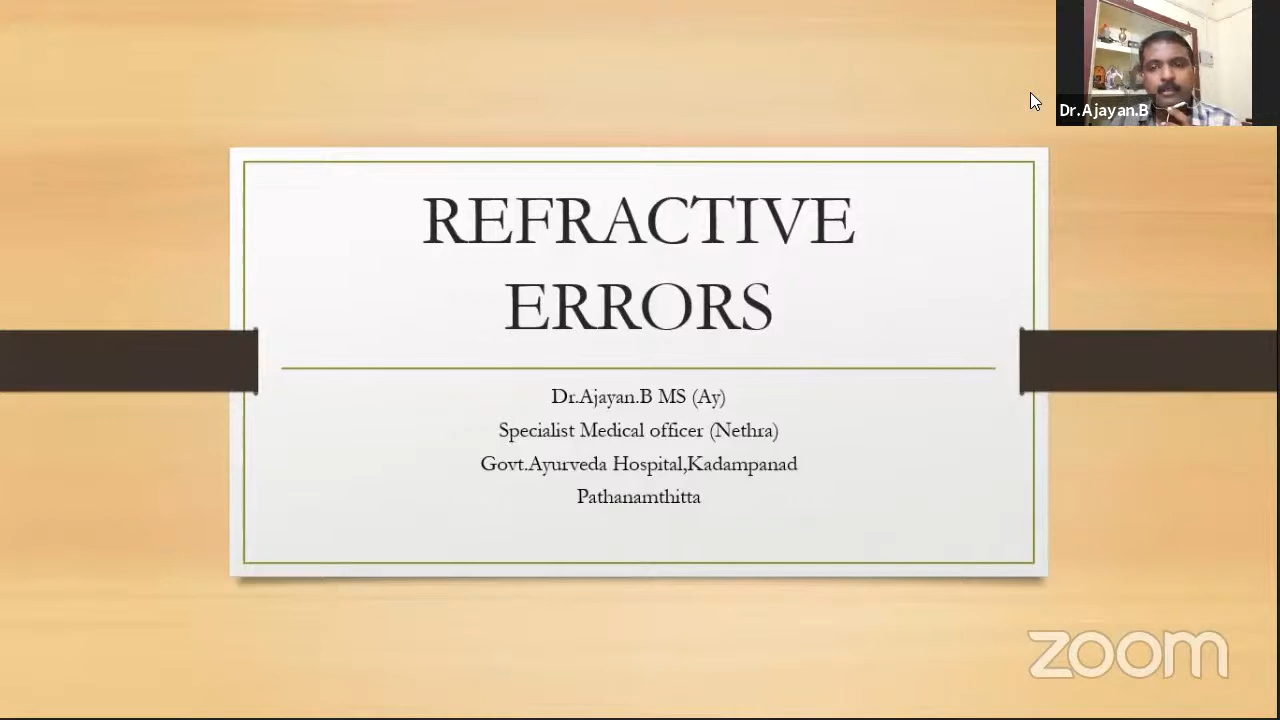 Dr.Ajayan.B
REFRACTIVE
ERRORS
Dr.Ajayan.B MS (Ay)
Specialist Medical officer (Nethra)
Govt.Ayurveda Hospital,Kadampanad
Pathanamthitta
zoom